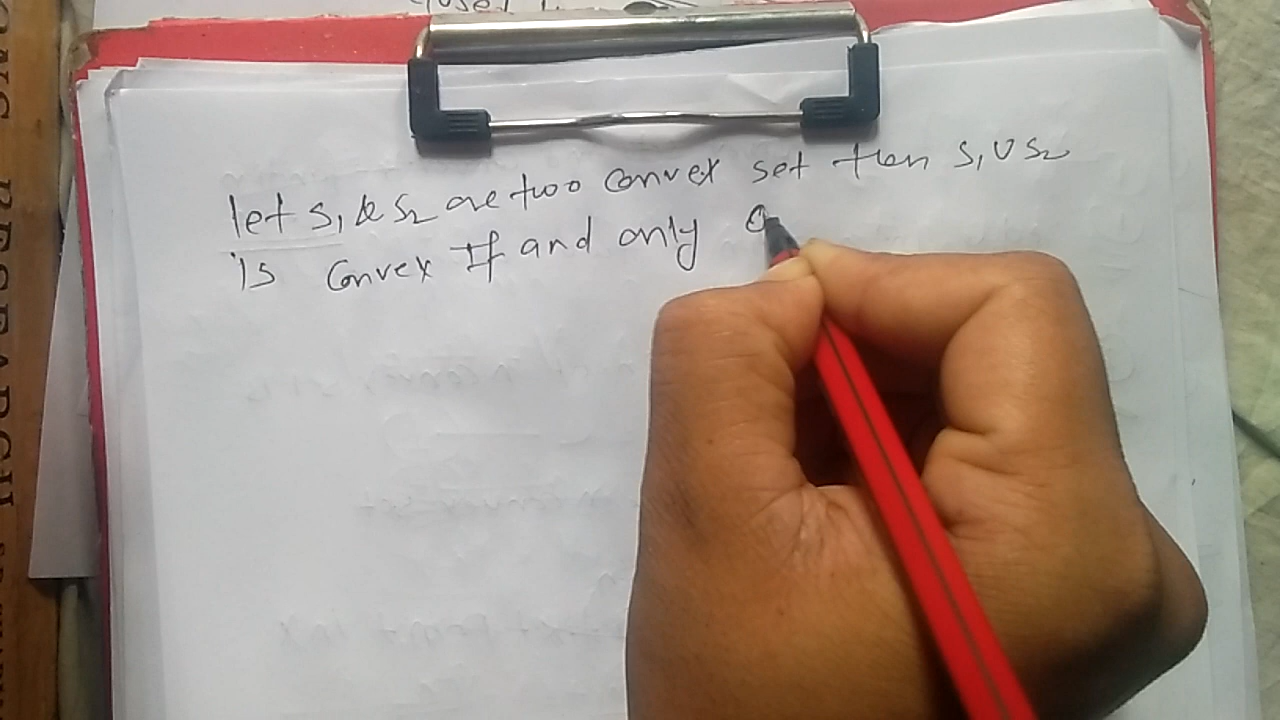 let S₁ & S₂ are two convex set then S₁ ∪ S₂
is convex If and only